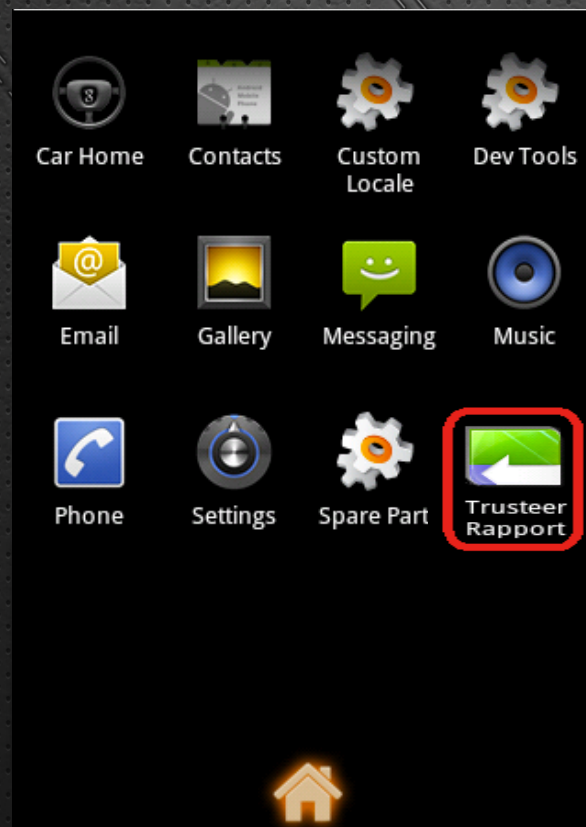 Car Home
Contacts
Custom
Locale
Dev Tools
Email
Gallery
Messaging
Music
Phone
Settings
Spare Part
Trusteer
Rapport